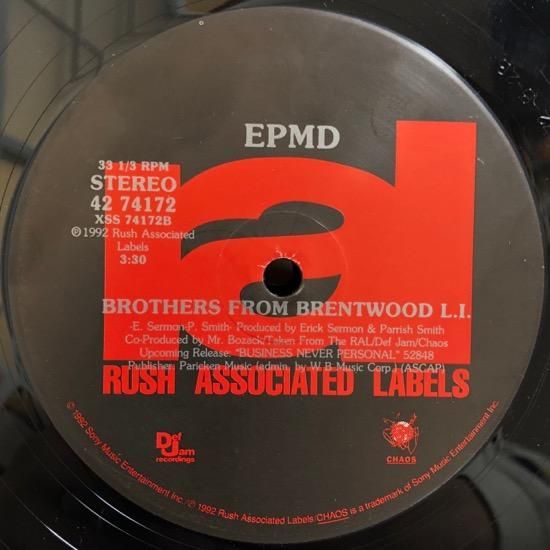 EPMD
33 1/3 RPM
STEREO
42 74172
XSS 74172B
℗1992 Rush Associated
Labels
3:30
BROTHERS FROM BRENTWOOD L.I.
-E. Sermon-P. Smith- Produced by Erick Sermon & Parrish Smith
Co-Produced by Mr. Bozack/Taken From The RAL/Def Jam/Chaos
Upcoming Release: "BUSINESS NEVER PERSONAL" 52848
Publisher: Paricken Music (admin. by W B Music Corp.) (ASCAP)
RUSH ASSOCIATED LABELS
Def
Jam
recordings
CHAOS
© 1992 Sony Music Entertainment Inc./℗ 1992 Rush Associated Labels/CHAOS is a trademark of Sony Music Entertainment Inc.